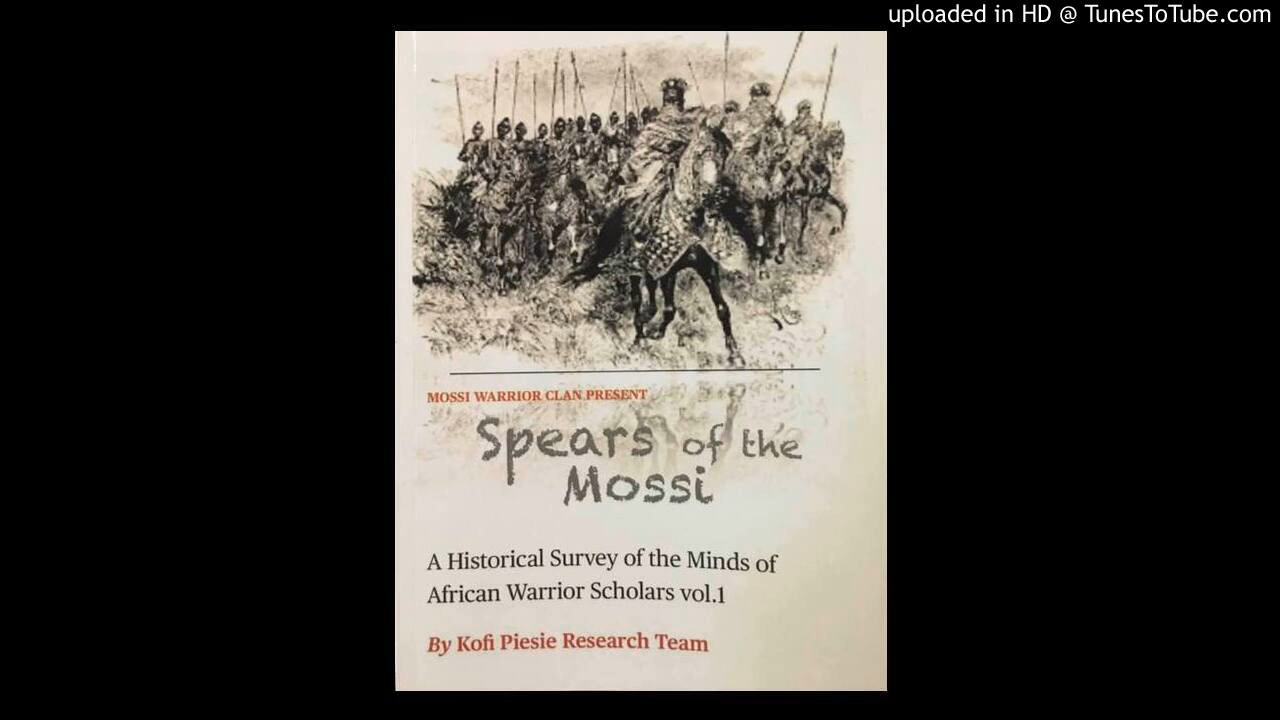 uploaded in HD @ TunesToTube.com
MOSSI WARRIOR CLAN PRESENT
Spears of the
Mossi
A Historical Survey of the Minds of
African Warrior Scholars vol.1
By Kofi Piesie Research Team